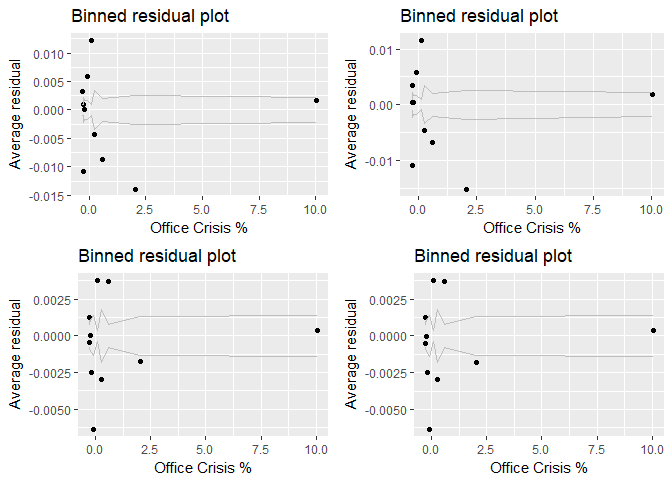 Binned residual plot
0.010
0.005
0.000
-0.005
-0.010
-0.015
Average residual
0.0 2.5 5.0 7.5 10.0
Office Crisis %
Binned residual plot
0.01
0.00
-0.01
Average residual
0.0 2.5 5.0 7.5 10.0
Office Crisis %
Binned residual plot
0.0025
0.0000
-0.0025
-0.0050
Average residual
0.0 2.5 5.0 7.5 10.0
Office Crisis %
Binned residual plot
0.0025
0.0000
-0.0025
-0.0050
Average residual
0.0 2.5 5.0 7.5 10.0
Office Crisis %